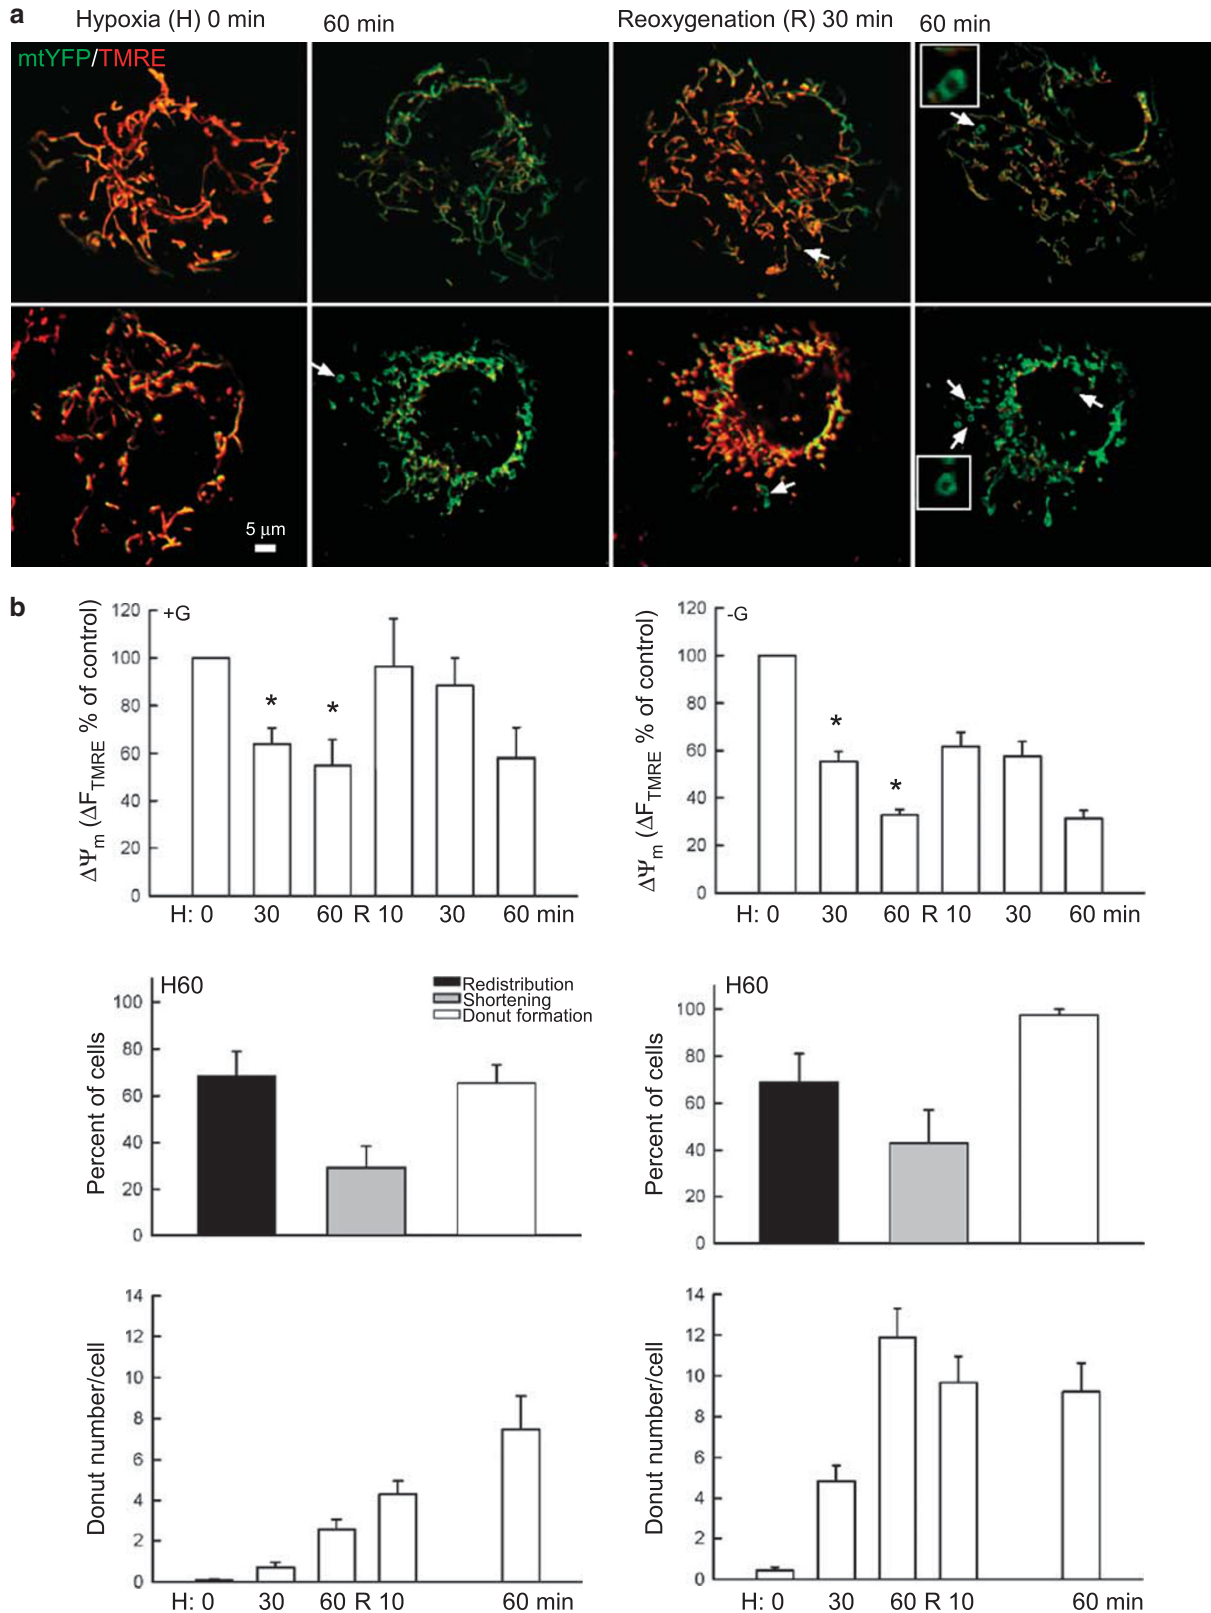 a
Hypoxia (H) 0 min
60 min
Reoxygenation (R) 30 min
60 min
mtYFP/TMRE
5 μm
b
ΔΨm (ΔFTMRE % of control)
120
100
80
60
40
20
0
+G
*
*
H: 0 30 60 R 10 30 60 min
ΔΨm (ΔFTMRE % of control)
120
100
80
60
40
20
0
-G
*
*
H: 0 30 60 R 10 30 60 min
Percent of cells
100
80
60
40
20
0
H60
Redistribution
Shortening
Donut formation
Percent of cells
100
80
60
40
20
0
H60
Donut number/cell
14
12
10
8
6
4
2
0
H: 0 30 60 R 10 60 min
Donut number/cell
14
12
10
8
6
4
2
0
H: 0 30 60 R 10 60 min